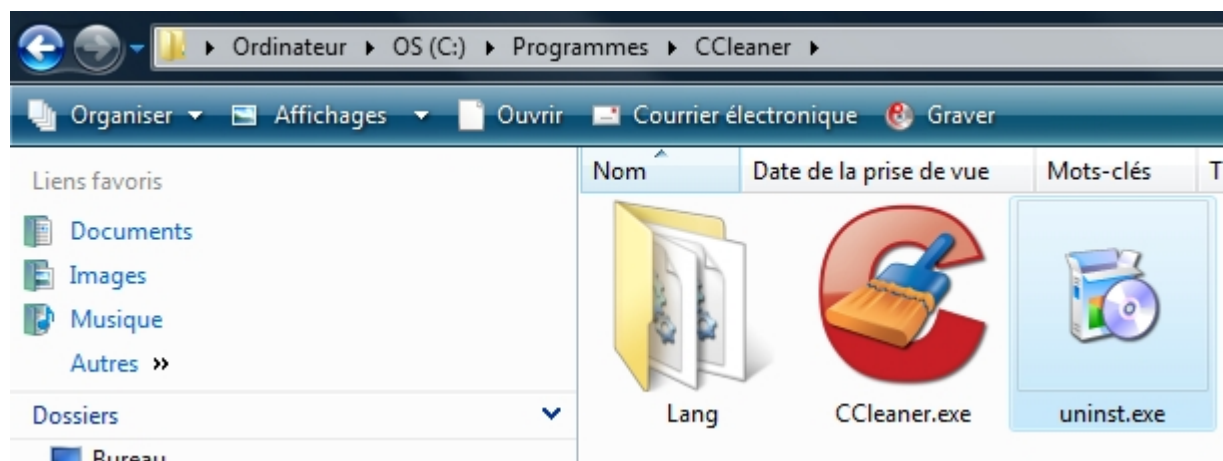 Ordinateur OS (C:) Programmes CCleaner
Organiser Affichages Ouvrir Courrier électronique Graver
Liens favoris
Documents
Images
Musique
Autres »
Dossiers
Bureau
Nom Date de la prise de vue Mots-clés T
Lang CCleaner.exe uninst.exe